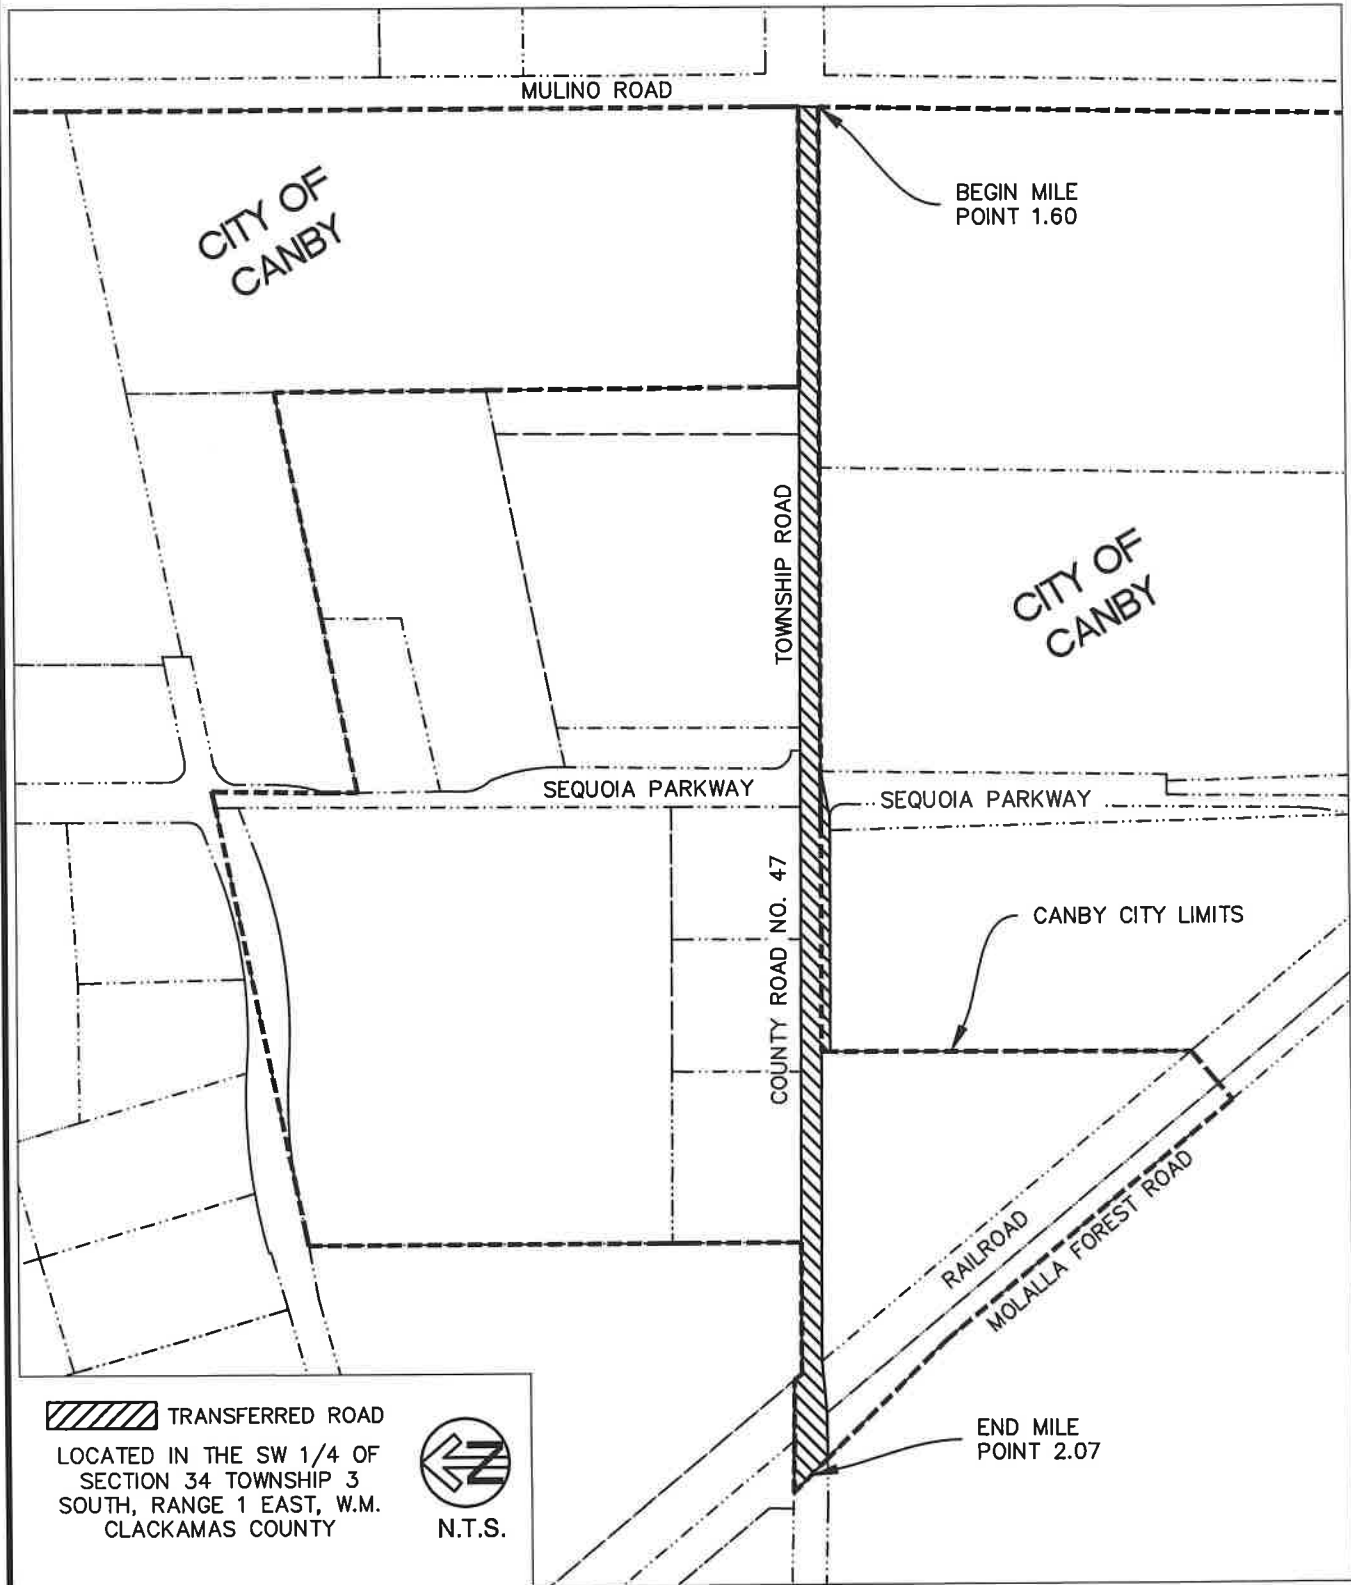 MULINO ROAD
BEGIN MILE
POINT 1.60
CITY OF
CANBY
TOWNSHIP ROAD
CITY OF
CANBY
SEQUOIA PARKWAY
SEQUOIA PARKWAY
COUNTY ROAD NO. 47
CANBY CITY LIMITS
RAILROAD
MOLALLA FOREST ROAD
END MILE
POINT 2.07
TRANSFERRED ROAD
LOCATED IN THE SW 1/4 OF
SECTION 34 TOWNSHIP 3
SOUTH, RANGE 1 EAST, W.M.
CLACKAMAS COUNTY
N
N.T.S.